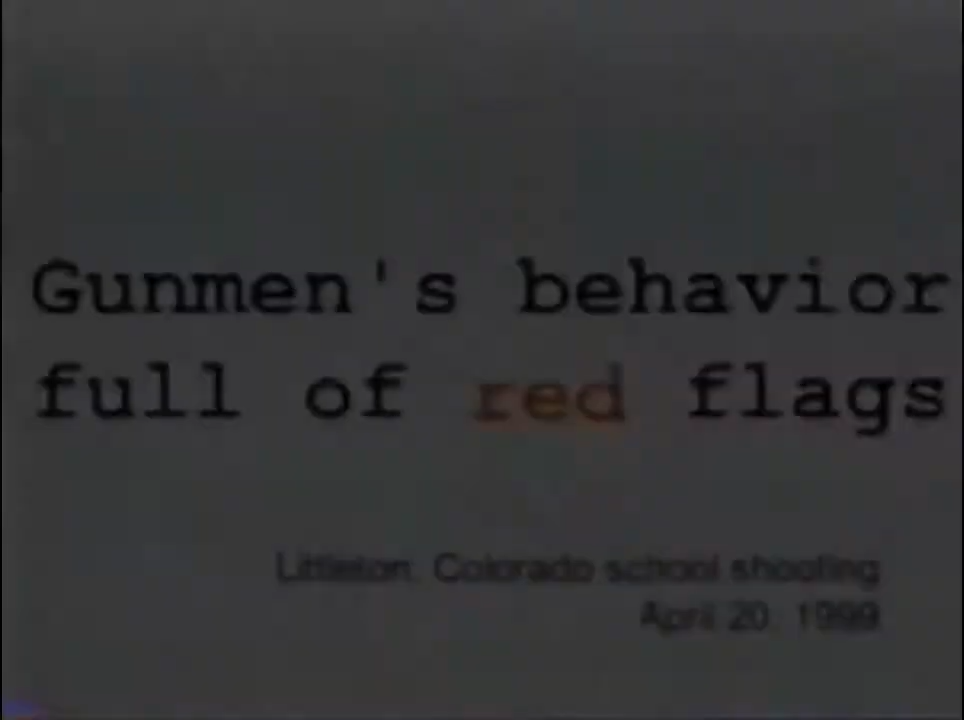 Gunmen's behavior
full of red flags
Littleton, Colorado school shooting
April 20, 1999